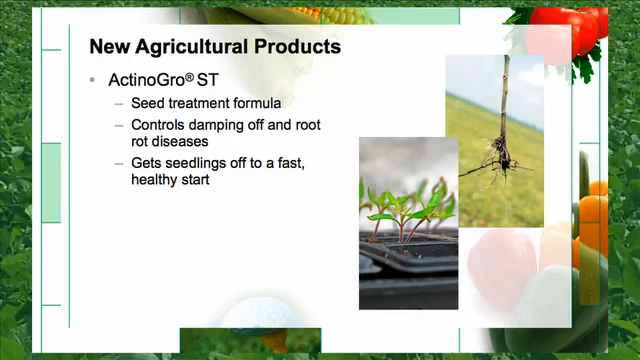 New Agricultural Products
• ActinoGro® ST
– Seed treatment formula
– Controls damping off and root
rot diseases
– Gets seedlings off to a fast,
healthy start